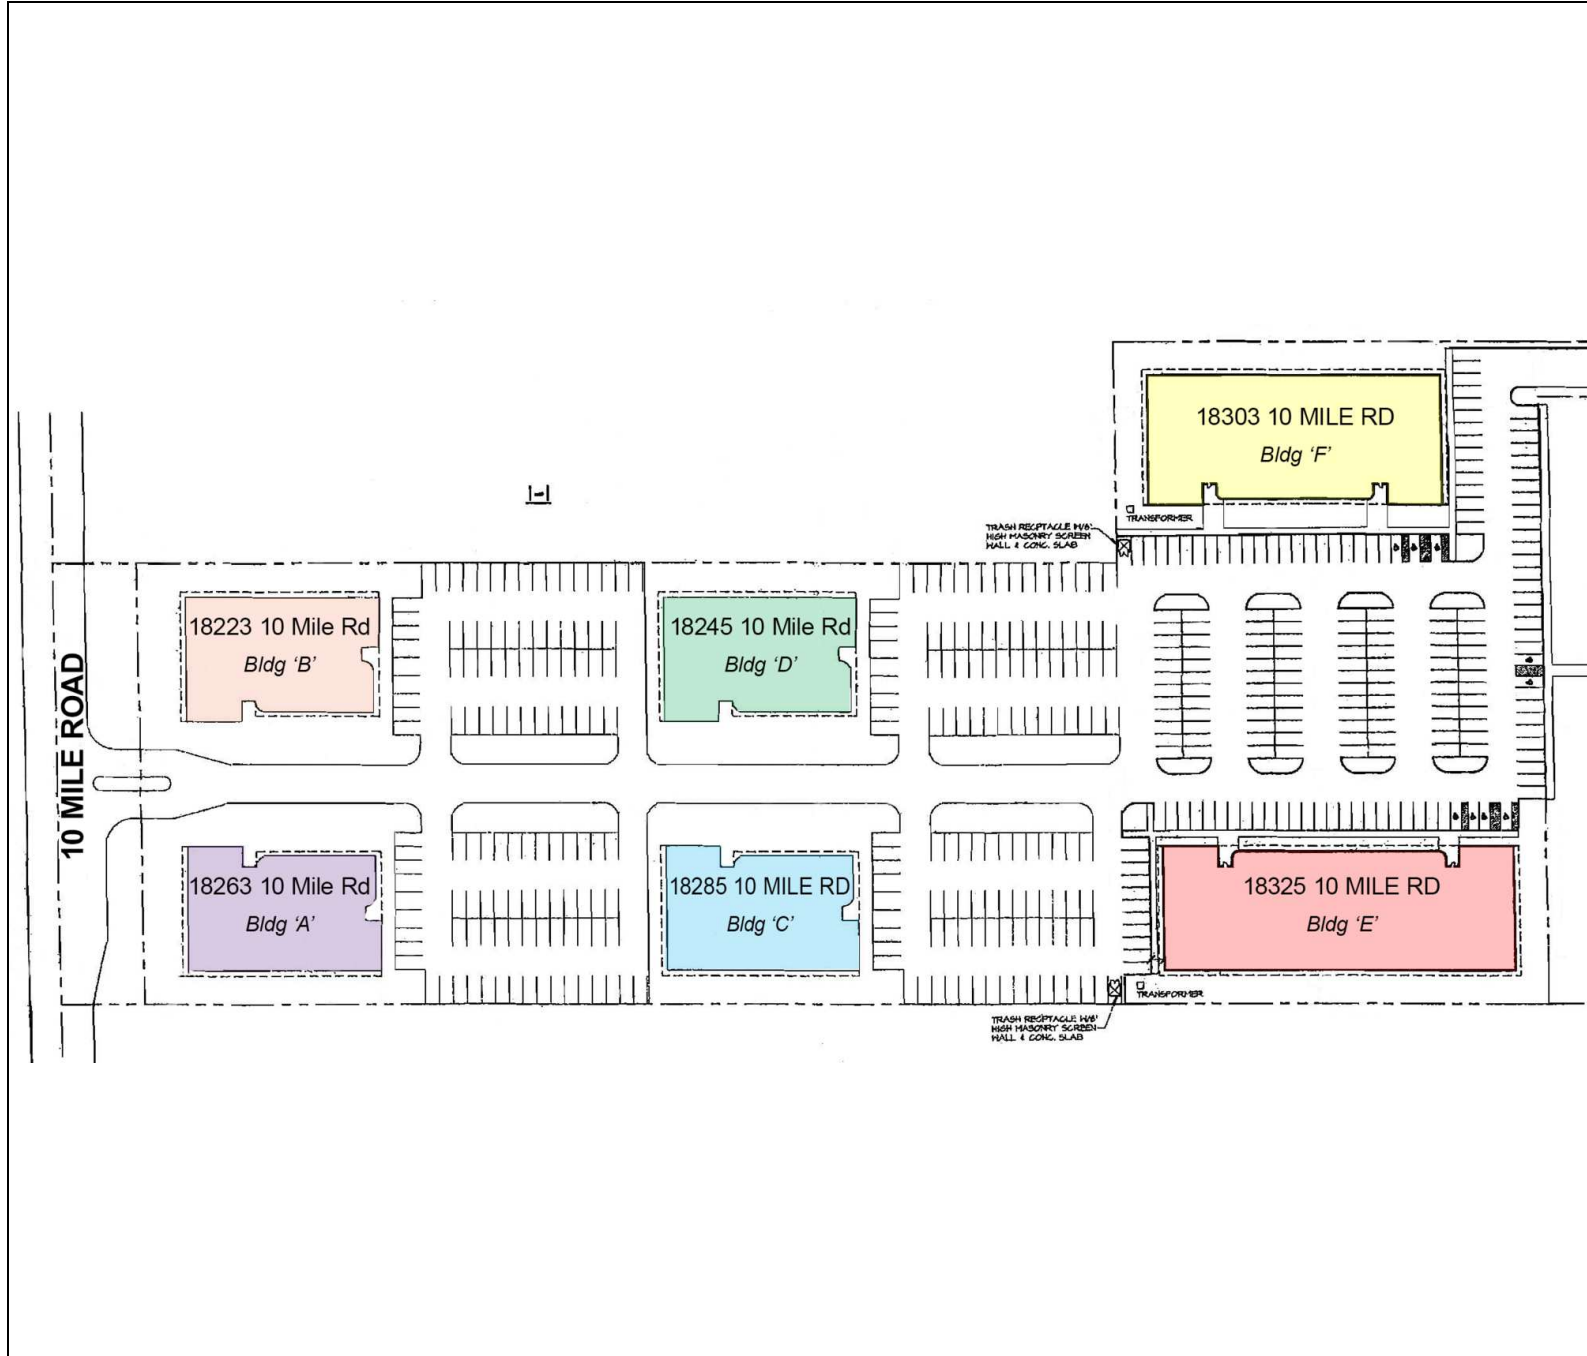 18303 10 MILE RD
Bldg ‘F’
I-1
TRANSFORMER
TRASH RECPTACLE W/6'
HIGH MASONRY SCREEN
WALL & CONC. SLAB
18223 10 Mile Rd
Bldg ‘B’
18245 10 Mile Rd
Bldg ‘D’
10 MILE ROAD
18263 10 Mile Rd
Bldg ‘A’
18285 10 MILE RD
Bldg ‘C’
18325 10 MILE RD
Bldg ‘E’
TRANSFORMER
TRASH RECPTACLE W/6'
HIGH MASONRY SCREEN
WALL & CONC. SLAB